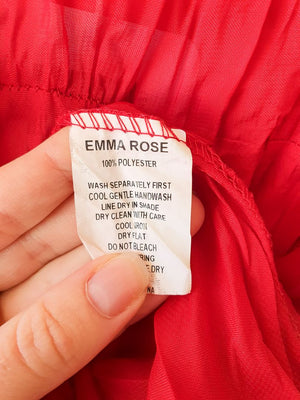 EMMA ROSE
100% POLYESTER
WASH SEPARATELY FIRST
COOL GENTLE HANDWASH
LINE DRY IN SHADE
DRY CLEAN WITH CARE
COOL IRON
DRY FLAT
DO NOT BLEACH
DRY